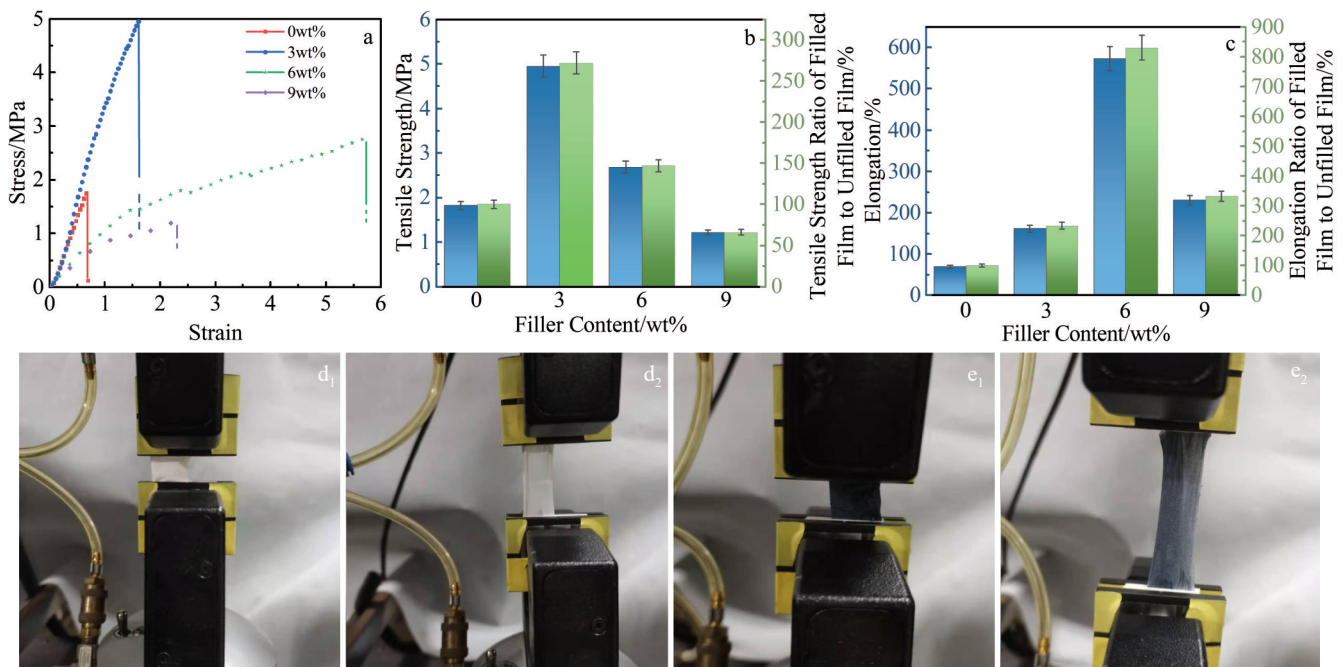 a
0wt%
3wt%
6wt%
9wt%
5
4
3
2
1
0
0
1
2
3
4
5
6
Stress/MPa
Strain
b
6
5
4
3
2
1
0
Tensile Strength/MPa
300
250
200
150
100
50
0
Tensile Strength Ratio of Filled
Film to Unfilled Film/%
0
3
6
9
Filler Content/wt%
c
600
550
500
250
200
150
100
50
0
Elongation/%
900
800
700
600
500
400
300
200
100
0
Elongation Ratio of Filled
Film to Unfilled Film/%
0
3
6
9
Filler Content/wt%
d1
d2
e1
e2